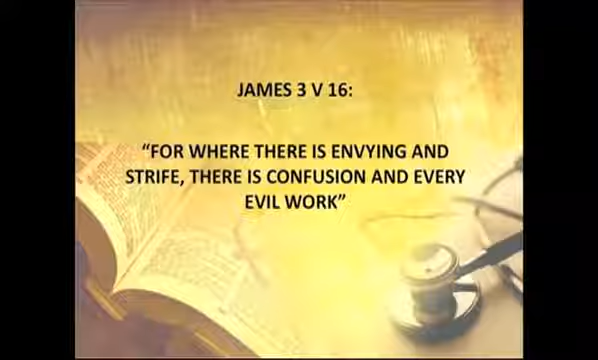 JAMES 3 V 16:
“FOR WHERE THERE IS ENVYING AND
STRIFE, THERE IS CONFUSION AND EVERY
EVIL WORK”